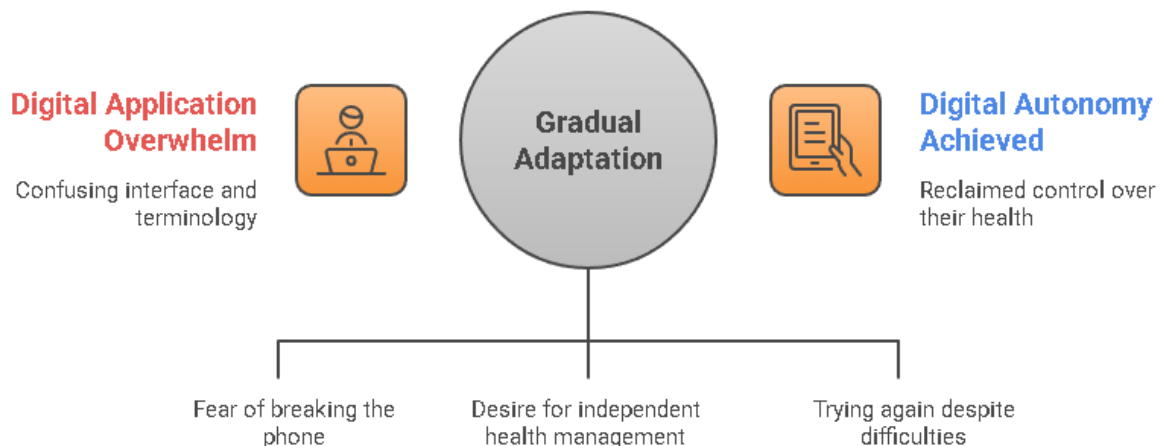 Digital Application
Overwhelm
Confusing interface and
terminology
Gradual
Adaptation
Digital Autonomy
Achieved
Reclaimed control over
their health
Fear of breaking the
phone
Desire for independent
health management
Trying again despite
difficulties